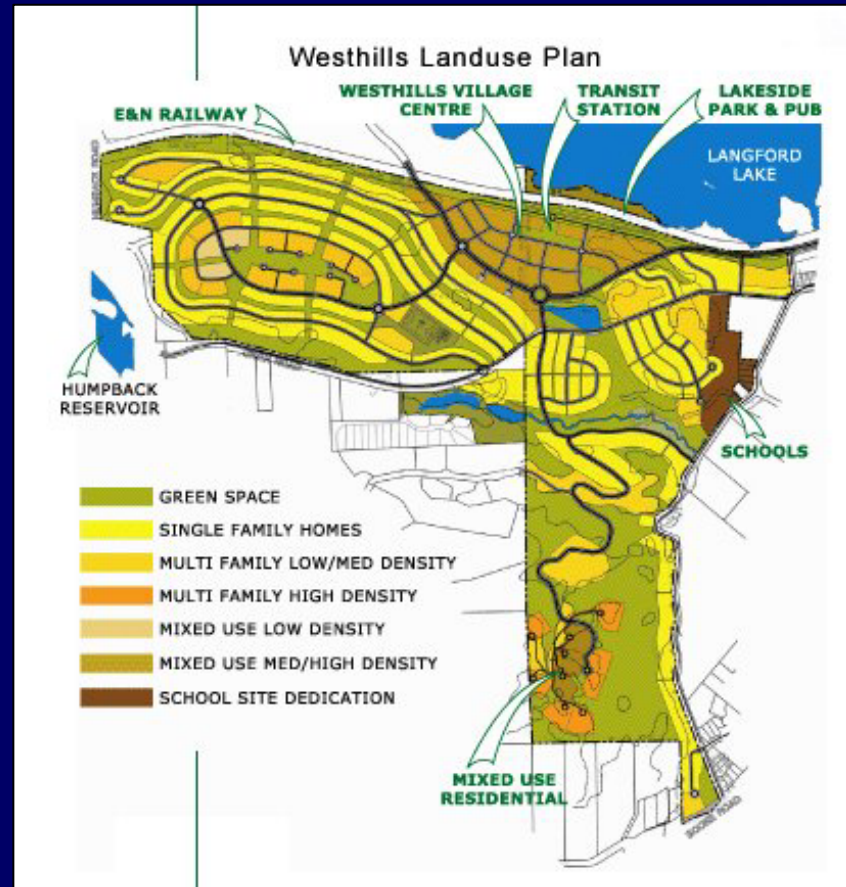 Westhills Landuse Plan
WESTHILLS VILLAGE
CENTRE
TRANSIT
STATION
LAKESIDE
PARK & PUB
E&N RAILWAY
LANGFORD
LAKE
HUMPBACK
RESERVOIR
SCHOOLS
GREEN SPACE
SINGLE FAMILY HOMES
MULTI FAMILY LOW/MED DENSITY
MULTI FAMILY HIGH DENSITY
MIXED USE LOW DENSITY
MIXED USE MED/HIGH DENSITY
SCHOOL SITE DEDICATION
MIXED USE
RESIDENTIAL